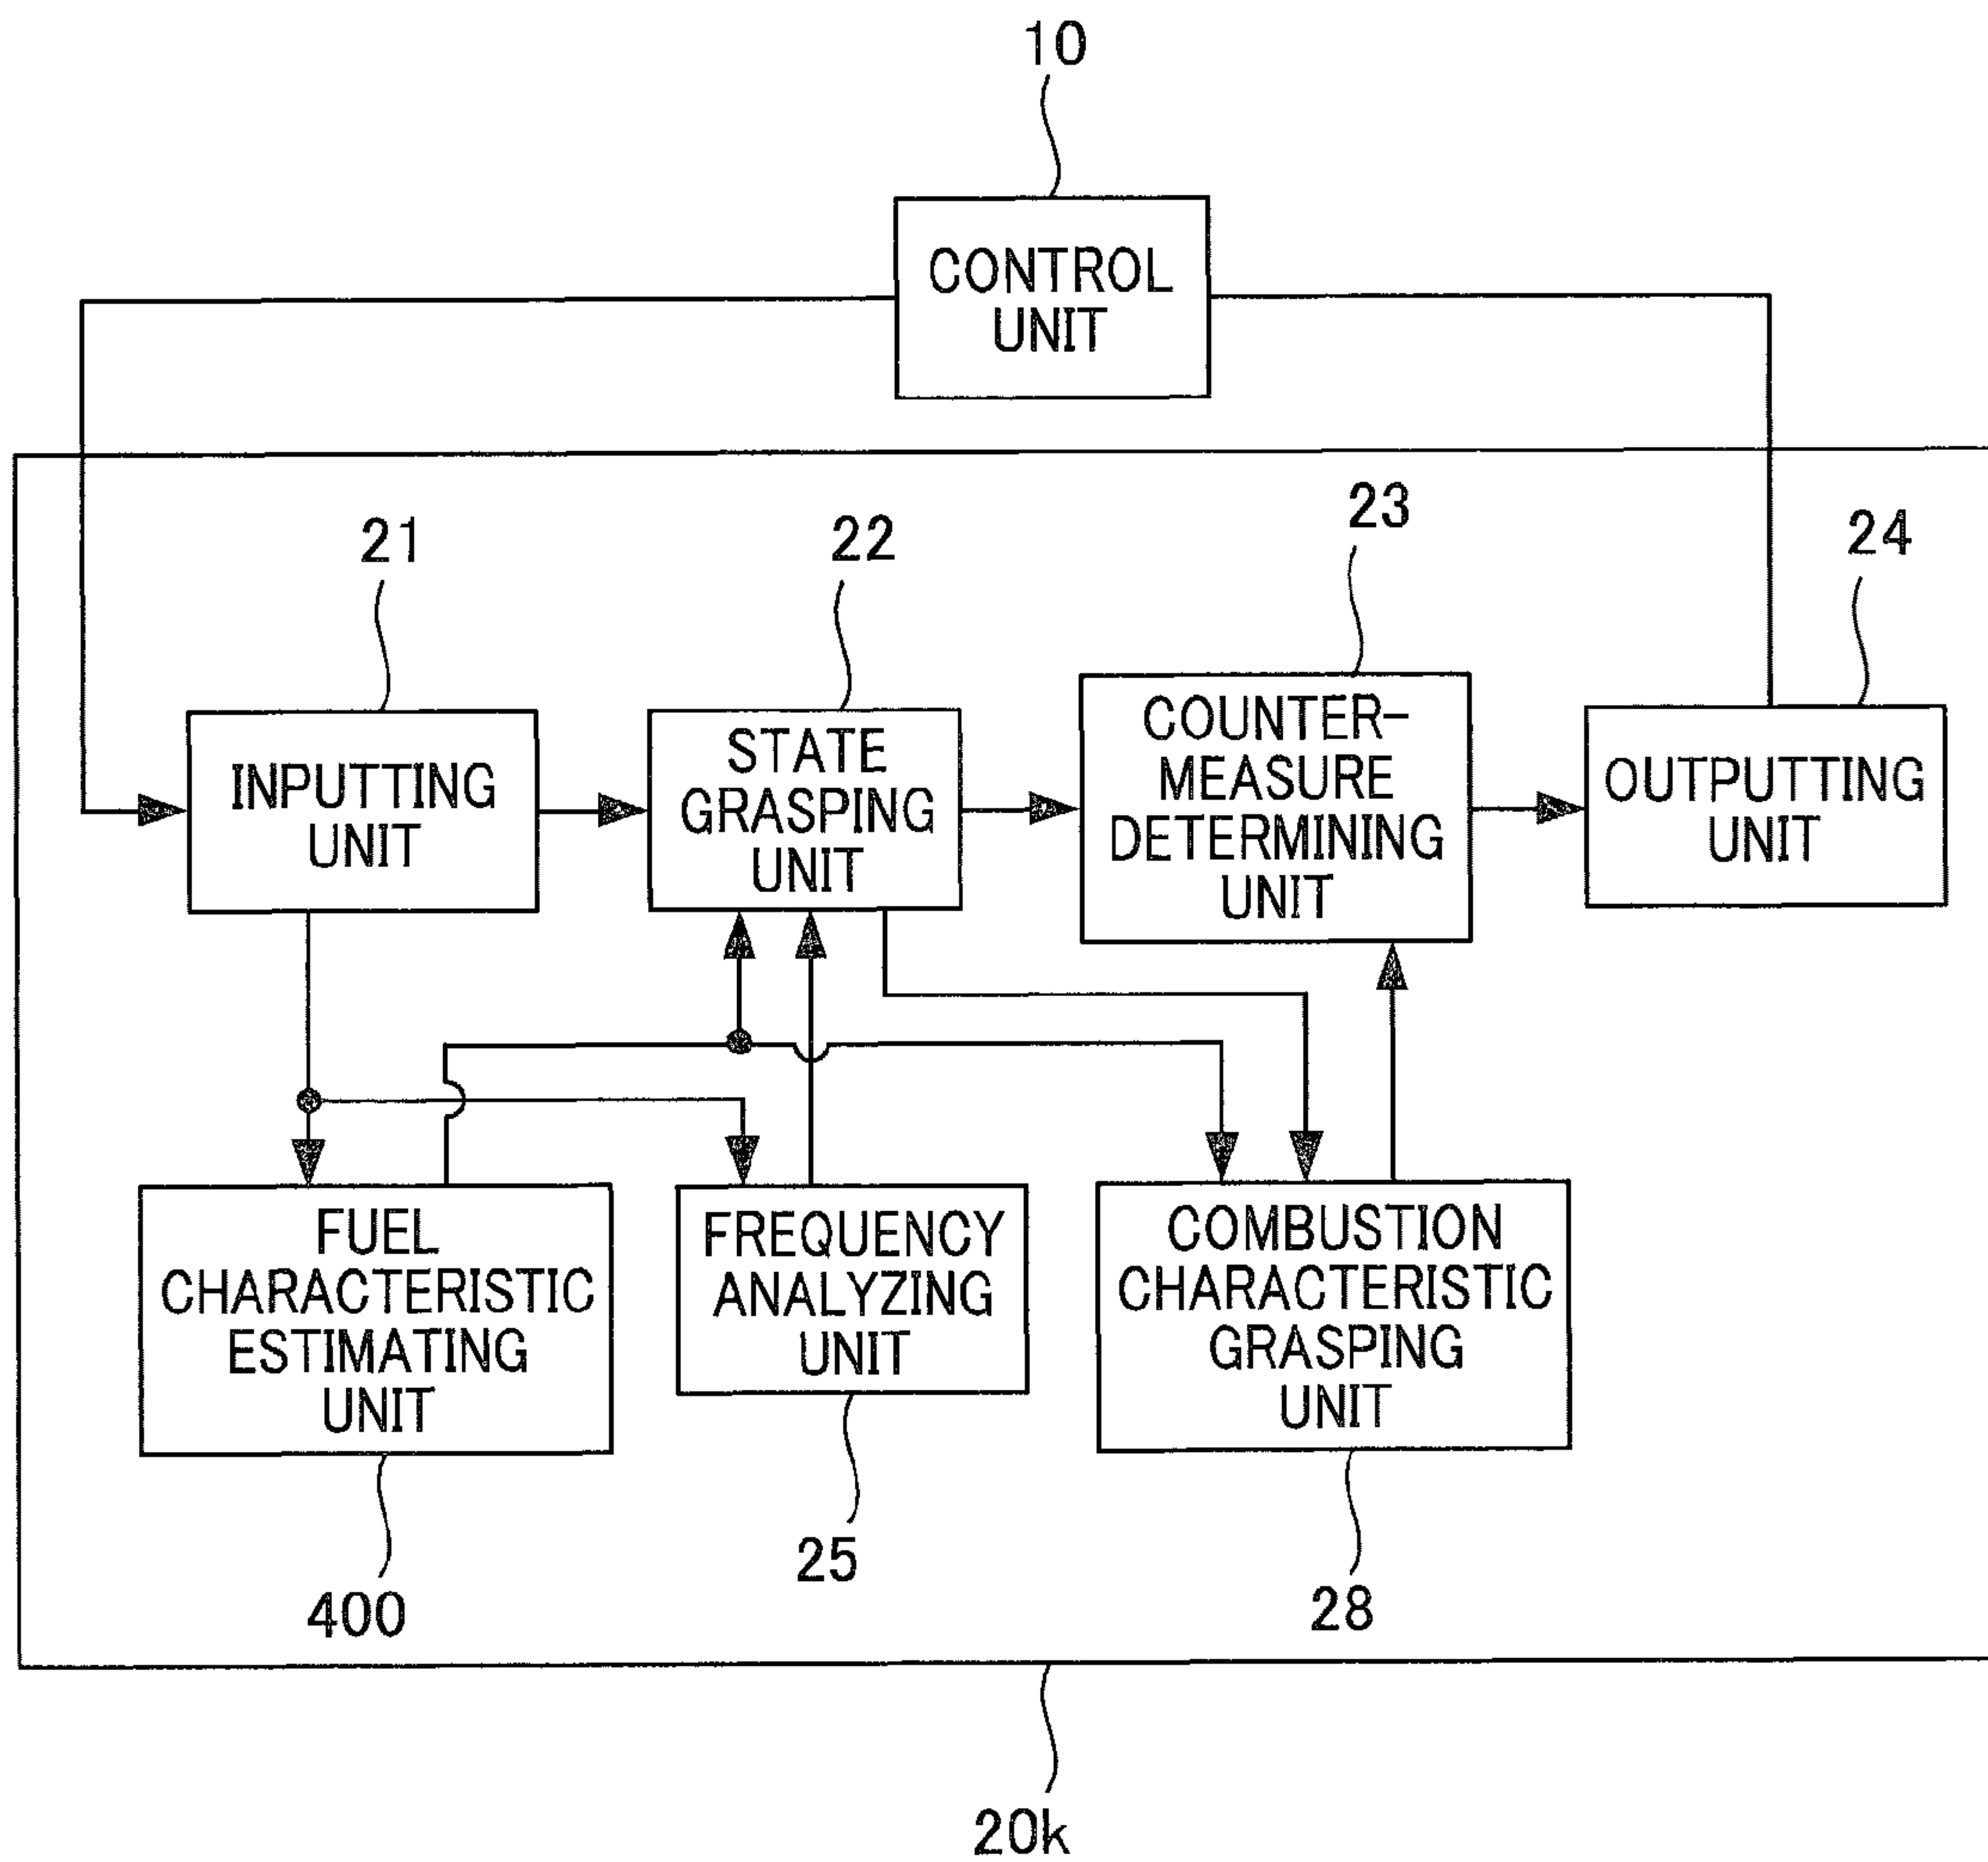 10
CONTROL
UNIT
21
22
23
24
INPUTTING
UNIT
STATE
GRASPING
UNIT
COUNTER-
MEASURE
DETERMINING
UNIT
OUTPUTTING
UNIT
FUEL
CHARACTERISTIC
ESTIMATING
UNIT
FREQUENCY
ANALYZING
UNIT
COMBUSTION
CHARACTERISTIC
GRASPING
UNIT
400
25
28
20k